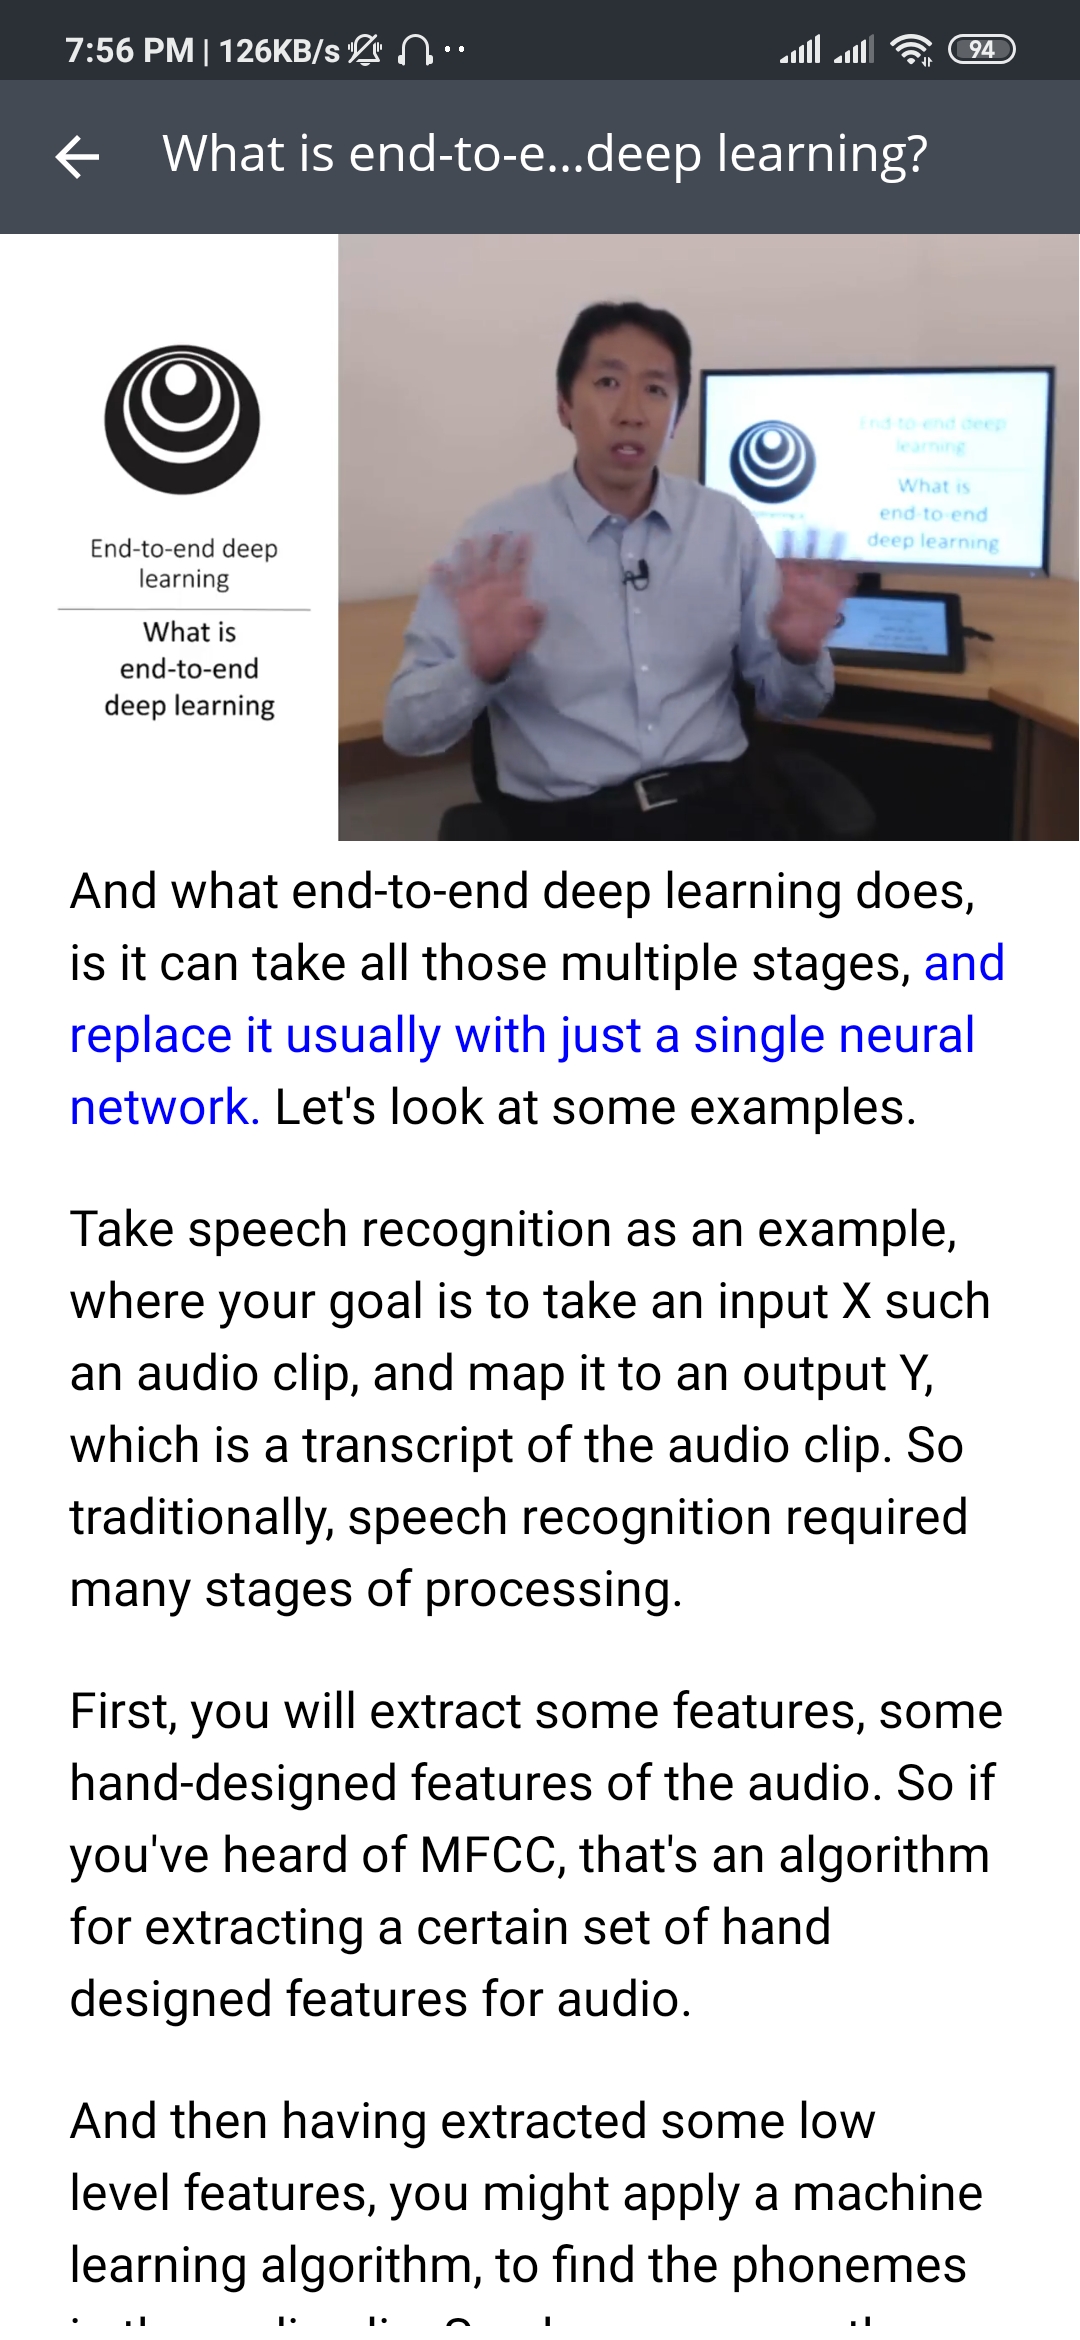 7:56 PM | 126KB/s
94
What is end-to-e...deep learning?
End-to-end deep
learning
What is
end-to-end
deep learning
End-to-end deep
learning
What is
end-to-end
deep learning
And what end-to-end deep learning does,
is it can take all those multiple stages, and
replace it usually with just a single neural
network. Let's look at some examples.
Take speech recognition as an example,
where your goal is to take an input X such
an audio clip, and map it to an output Y,
which is a transcript of the audio clip. So
traditionally, speech recognition required
many stages of processing.
First, you will extract some features, some
hand-designed features of the audio. So if
you've heard of MFCC, that's an algorithm
for extracting a certain set of hand
designed features for audio.
And then having extracted some low
level features, you might apply a machine
learning algorithm, to find the phonemes